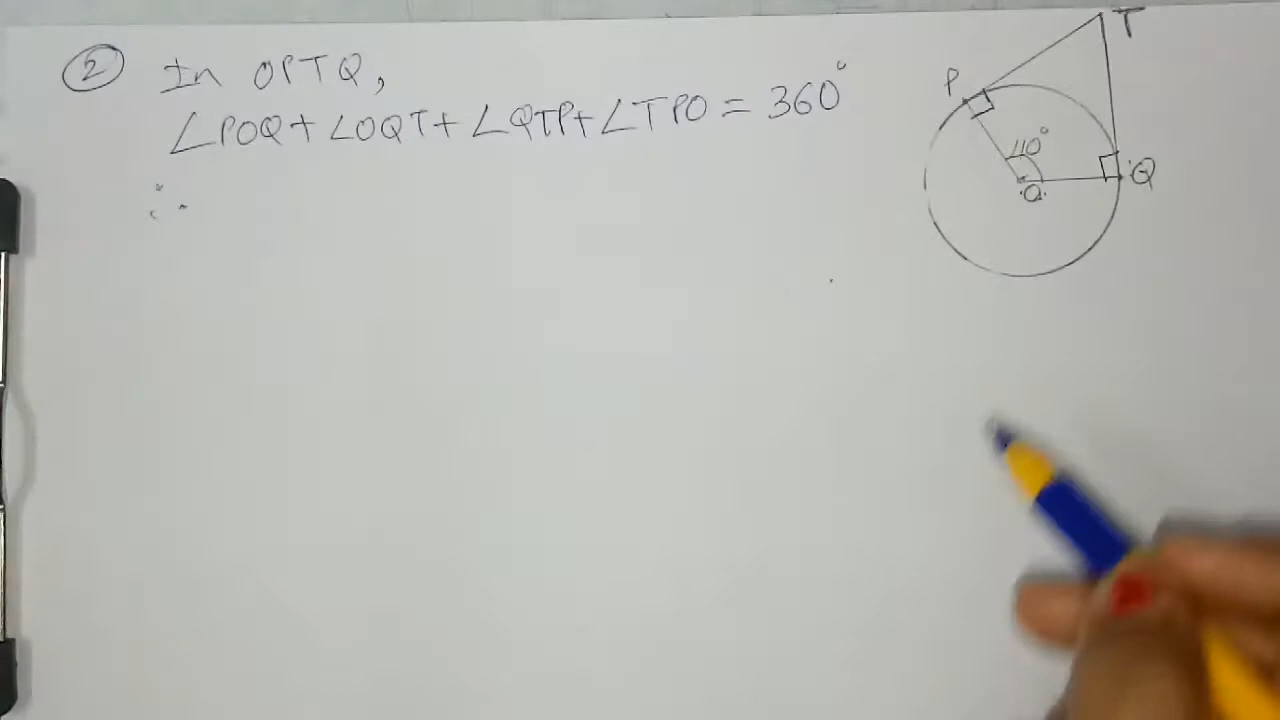 ② In OPTQ,
∠POQ + ∠OQT + ∠QTP + ∠TPO = 360°
∴
T
P
110°
O
Q